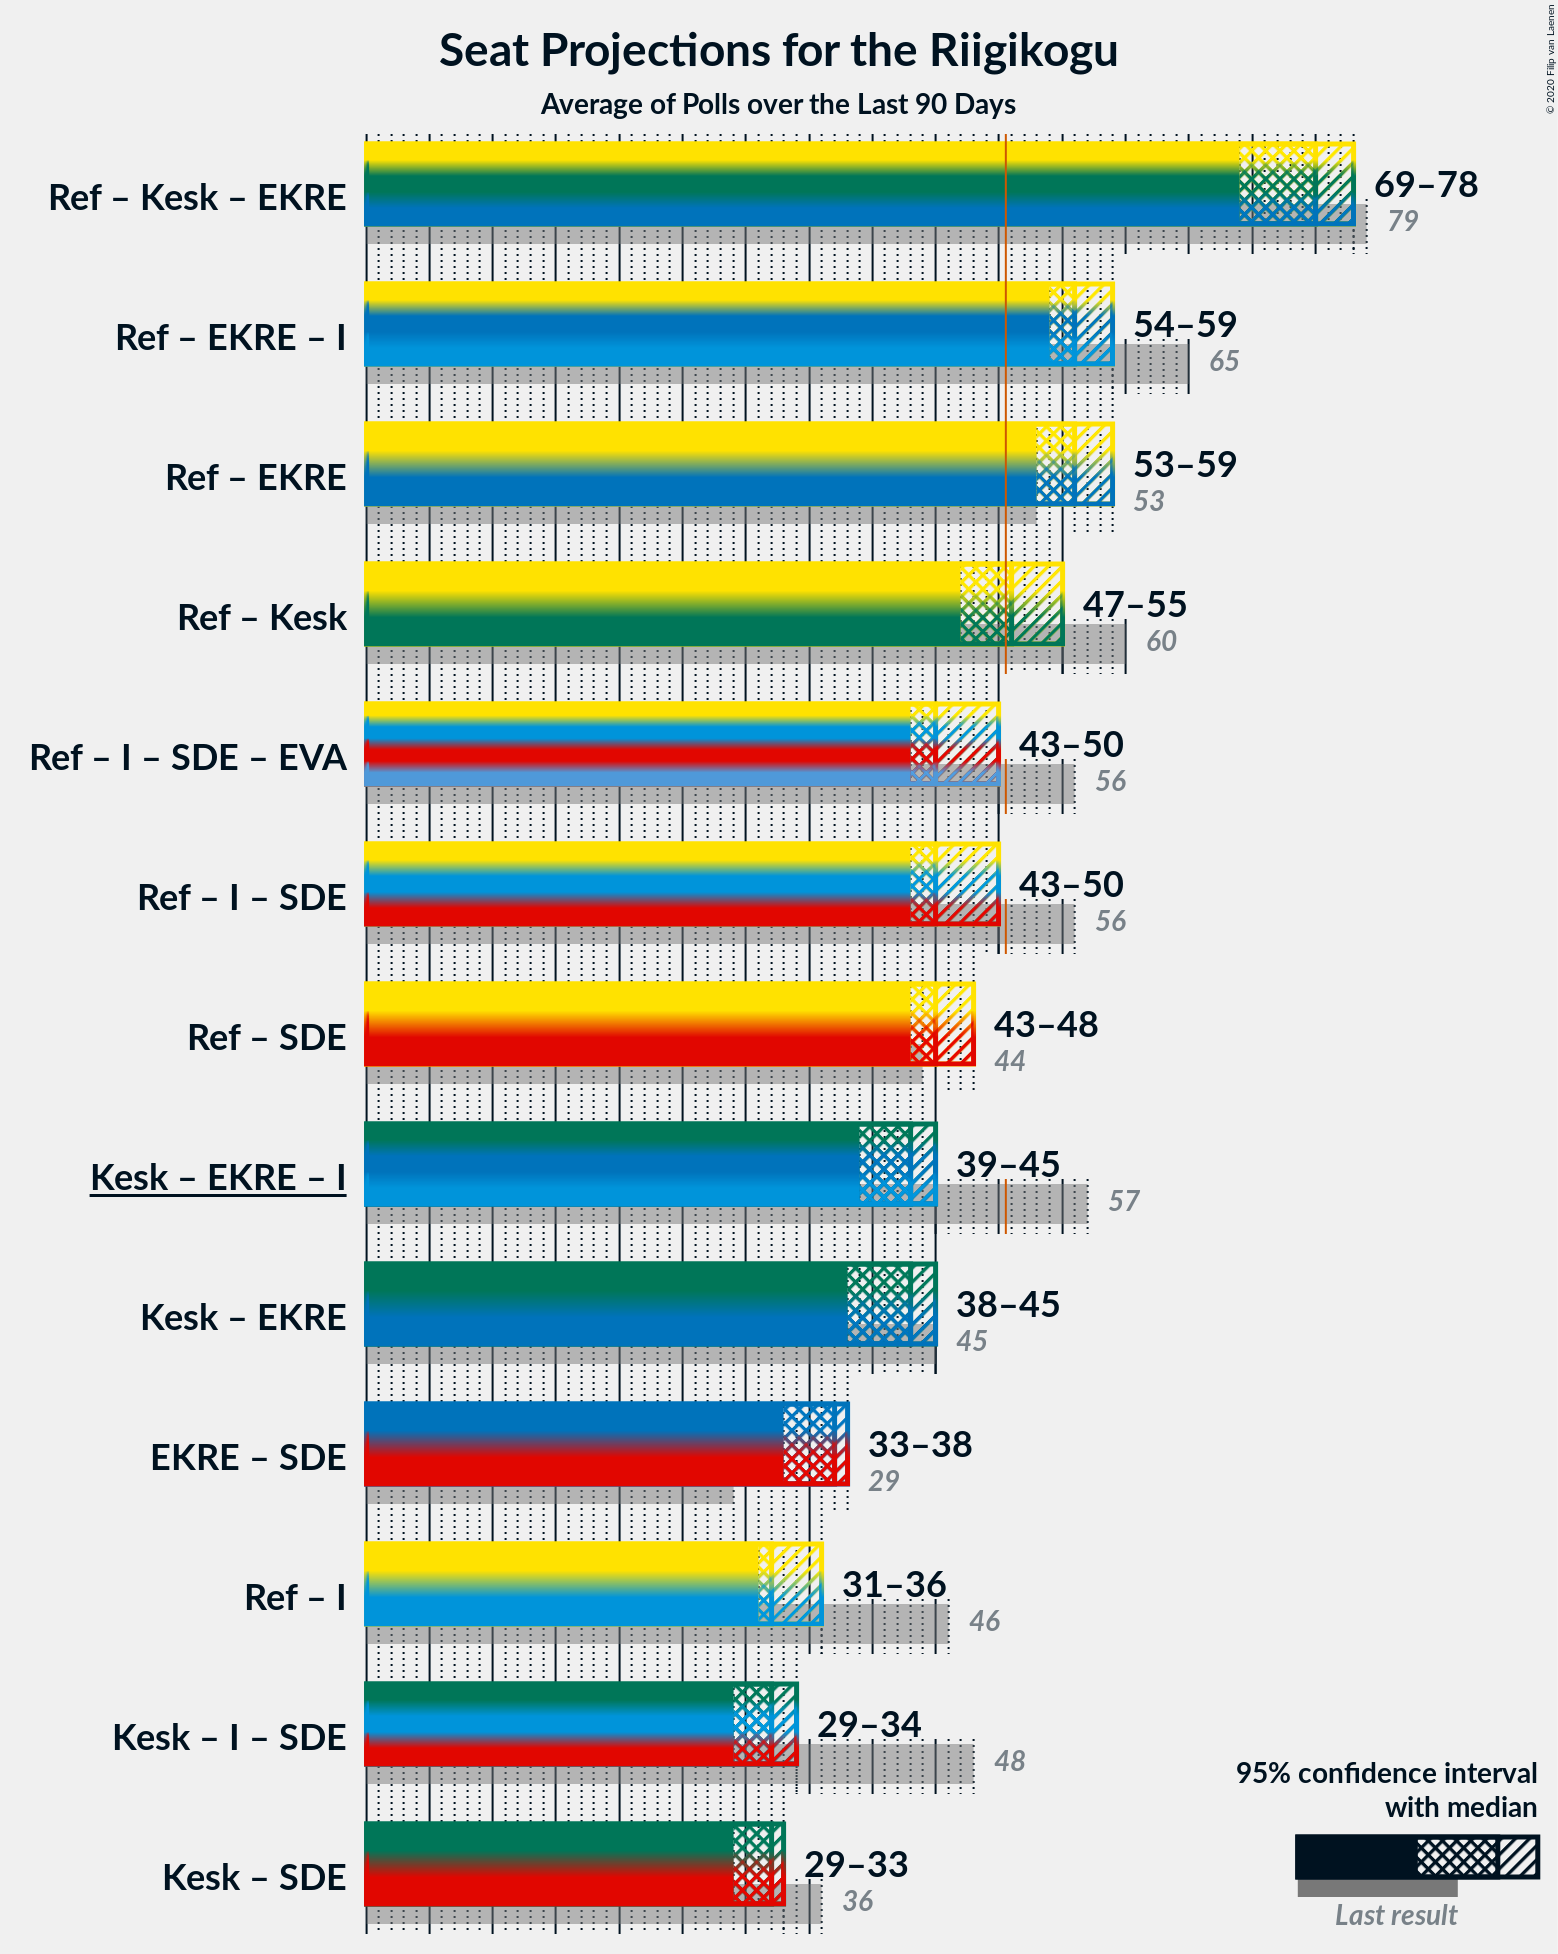 © 2020 Filip van Laenen
Seat Projections for the Riigikogu
Average of Polls over the Last 90 Days
Ref – Kesk – EKRE
69–78
79
Ref – EKRE – I
54–59
65
Ref – EKRE
53–59
53
Ref – Kesk
47–55
60
Ref – I – SDE – EVA
43–50
56
Ref – I – SDE
43–50
56
Ref – SDE
43–48
44
Kesk – EKRE – I
39–45
57
Kesk – EKRE
38–45
45
EKRE – SDE
33–38
29
Ref – I
31–36
46
Kesk – I – SDE
29–34
48
Kesk – SDE
29–33
36
95% confidence interval
with median
Last result